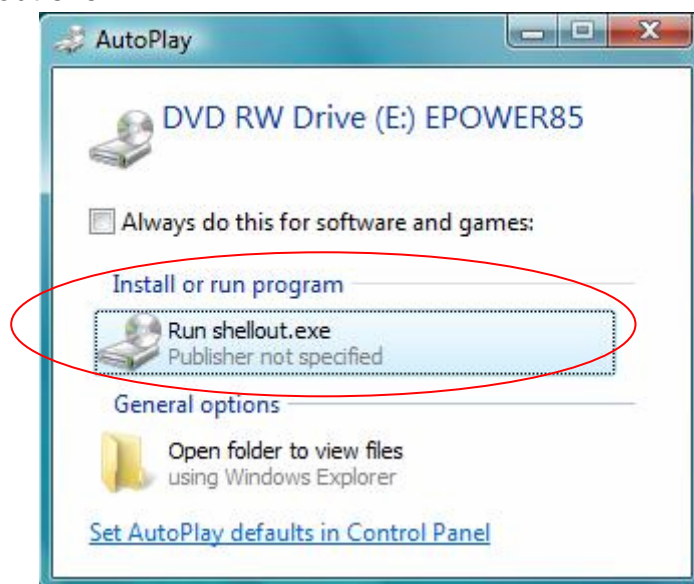 AutoPlay
DVD RW Drive (E:) EPOWER85
Always do this for software and games:
Install or run program
Run shellout.exe
Publisher not specified
General options
Open folder to view files
using Windows Explorer
Set AutoPlay defaults in Control Panel